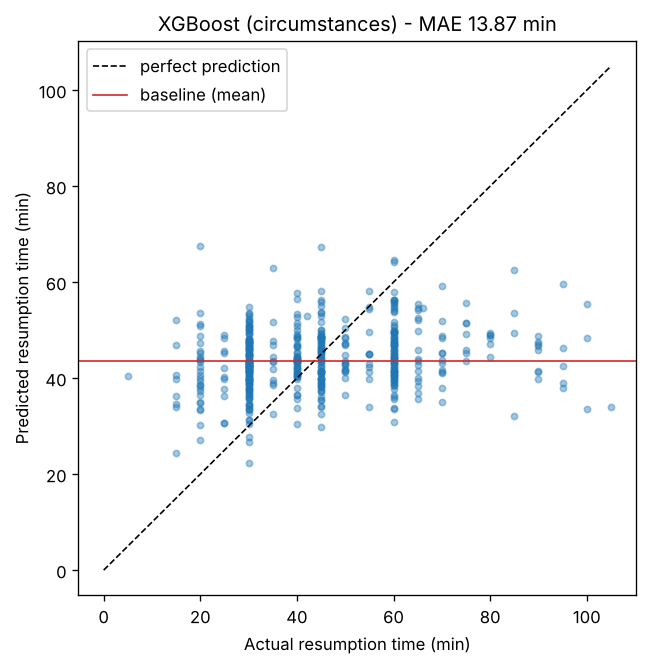 XGBoost (circumstances) - MAE 13.87 min
perfect prediction
baseline (mean)
100
80
60
40
20
0
Predicted resumption time (min)
0 20 40 60 80 100
Actual resumption time (min)